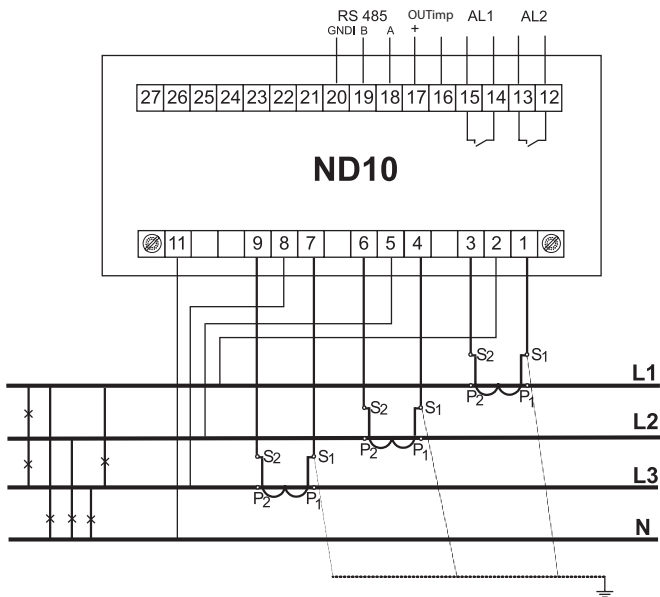 RS 485 OUTimp AL1 AL2
GNDI B A +
27 26 25 24 23 22 21 20 19 18 17 16 15 14 13 12
ND10
11 9 8 7 6 5 4 3 2 1
S2 S1
L1
P2 P1
S2 S1
L2
P2 P1
S2 S1
L3
P2 P1
N